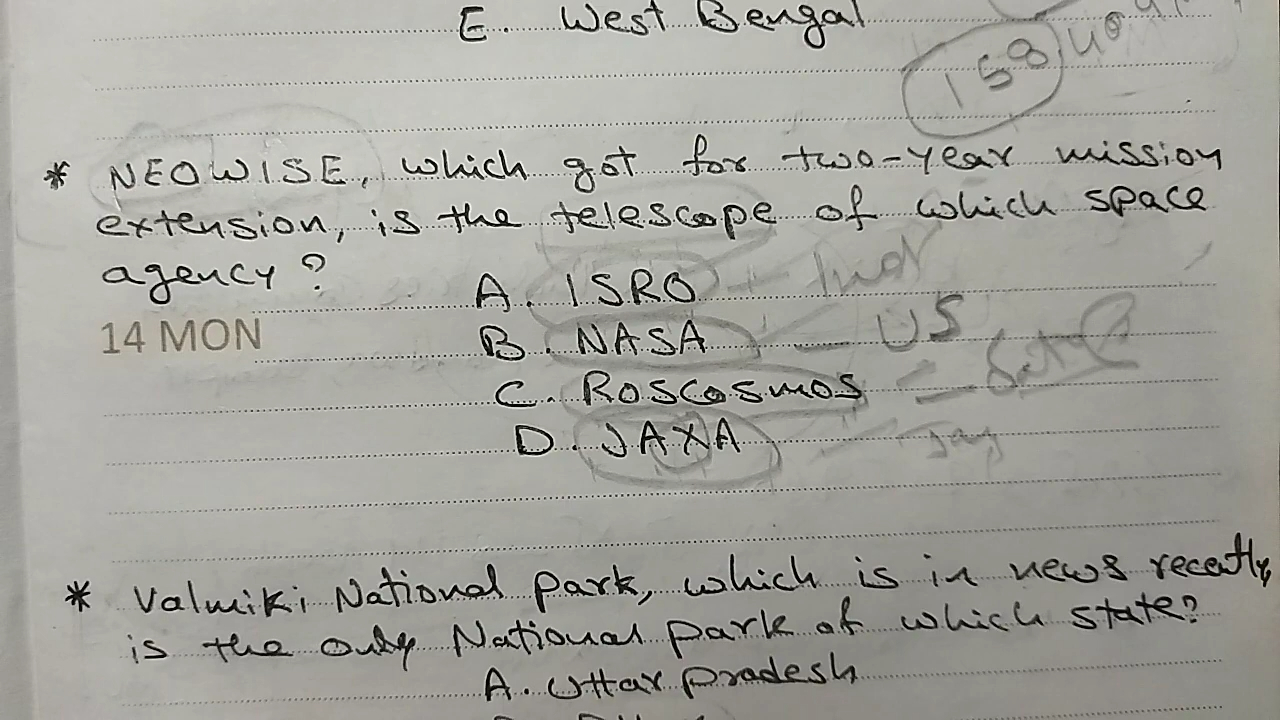 E. West Bengal
158,40
* NEOWISE, which got for two-year mission
extension, is the telescope of which space
agency?
A. ISRO
14 MON
B. NASA — US
C. Roscosmos
D. JAXA
* Valmiki National park, which is in news recently,
is the only National park of which state?
A. Uttar pradesh